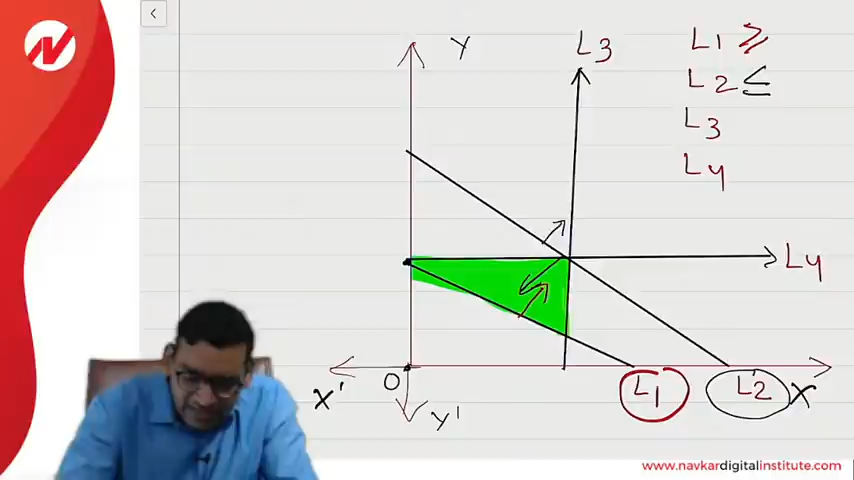 Y
L3
L1 ≥
L2 ≤
L3
L4
L4
X'
O
Y'
L1
L2
X
www.navkardigitalinstitute.com